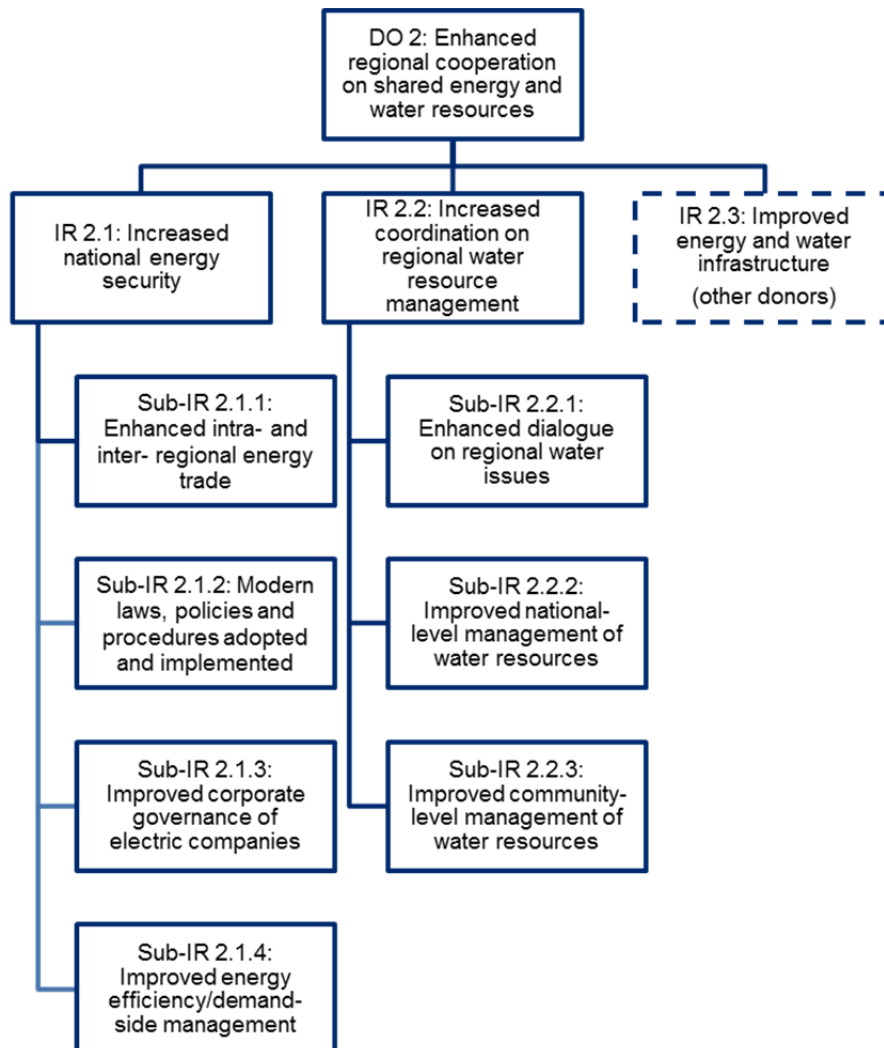 DO 2: Enhanced
regional cooperation
on shared energy and
water resources
IR 2.1: Increased
national energy
security
IR 2.2: Increased
coordination on
regional water
resource
management
IR 2.3: Improved
energy and water
infrastructure
(other donors)
Sub-IR 2.1.1:
Enhanced intra- and
inter- regional energy
trade
Sub-IR 2.2.1:
Enhanced dialogue
on regional water
issues
Sub-IR 2.1.2: Modern
laws, policies and
procedures adopted
and implemented
Sub-IR 2.2.2:
Improved national-
level management of
water resources
Sub-IR 2.1.3:
Improved corporate
governance of
electric companies
Sub-IR 2.2.3:
Improved community-
level management of
water resources
Sub-IR 2.1.4:
Improved energy
efficiency/demand-
side management